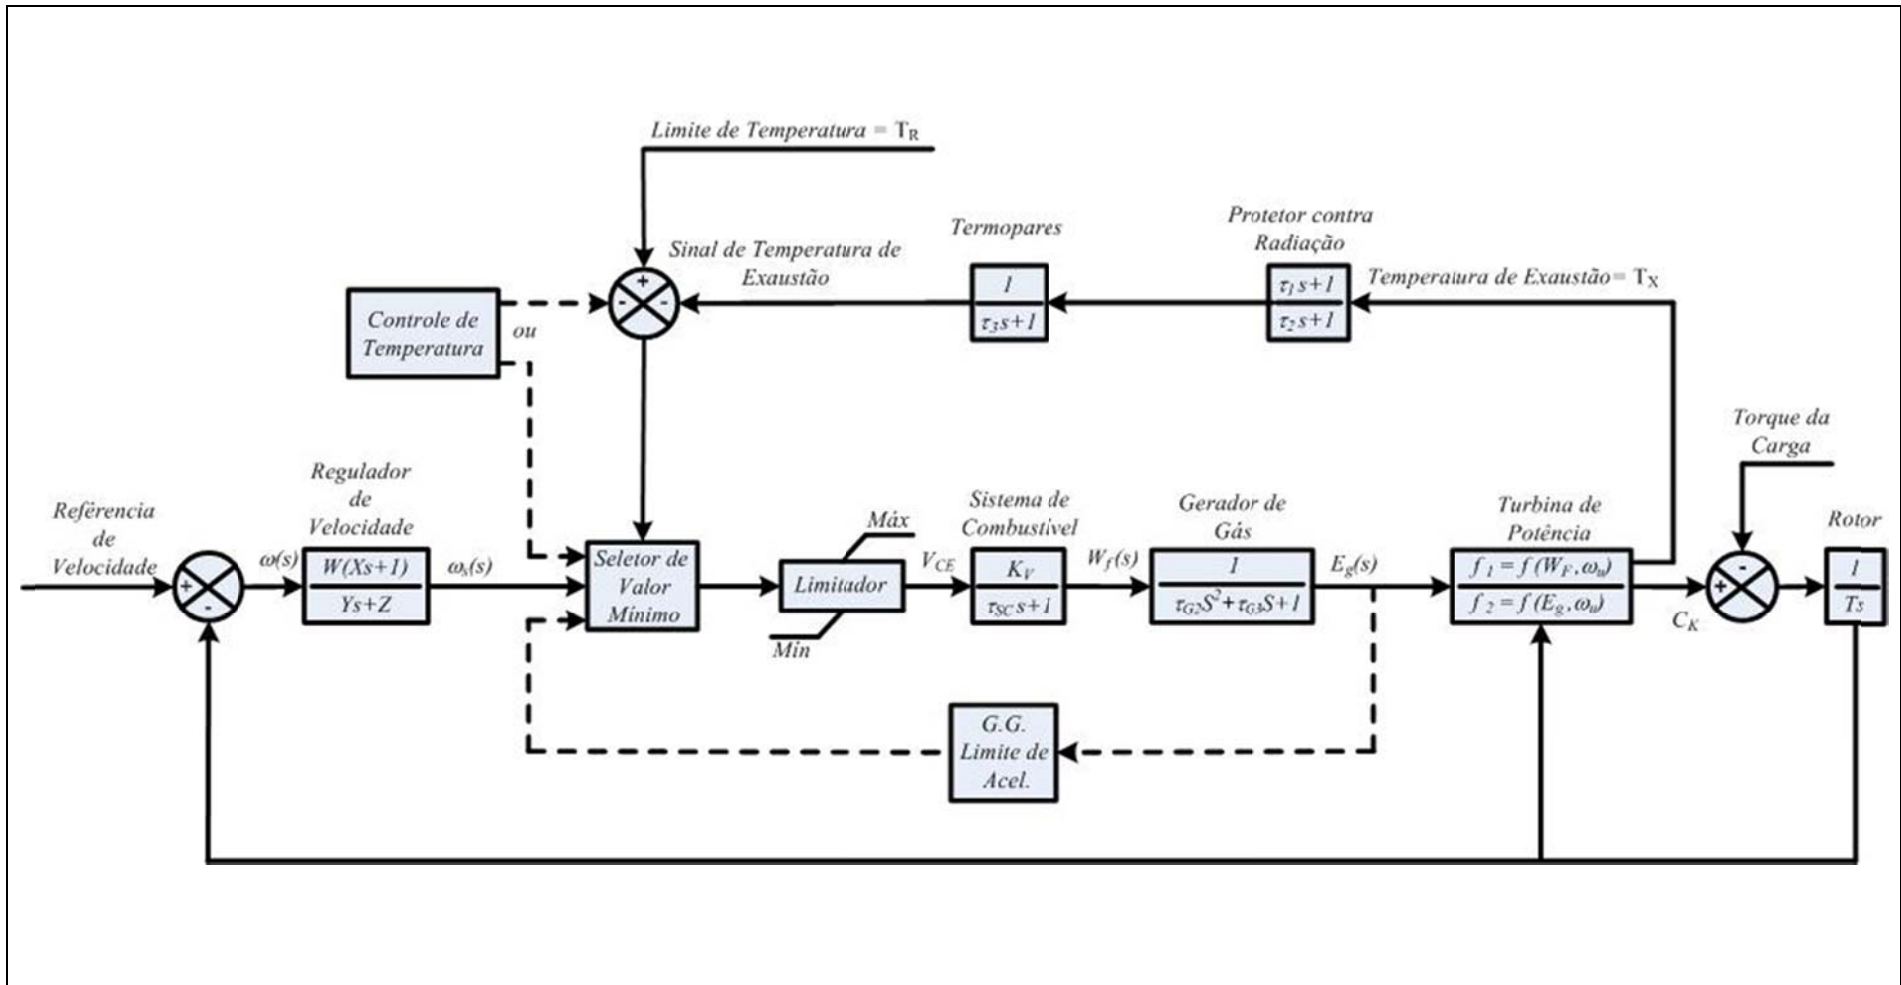 Limite de Temperatura = T_R
Termopares
Protetor contra
Radiação
Sinal de Temperatura de
Exaustão
Temperatura de Exaustão= T_X
+
-
-
1
τ₃s+1
τ₁s+1
τ₂s+1
Controle de
Temperatura
ou
Torque da
Carga
Regulador
de
Velocidade
Reférencia
de
Velocidade
Sistema de
Combustível
Gerador de
Gás
Turbina de
Potência
Rotor
Máx
+
-
ω(s)
W(Xs+1)
Ys+Z
ω_s(s)
Seletor de
Valor
Mínimo
Limitador
Mín
V_CE
K_V
τ_SC s+1
W_f(s)
1
τ_G2S²+τ_G3S+1
E_g(s)
f₁=f(W_F,ω_u)
f₂=f(E_g,ω_u)
C_K
-
+
1
Ts
G.G.
Limite de
Acel.